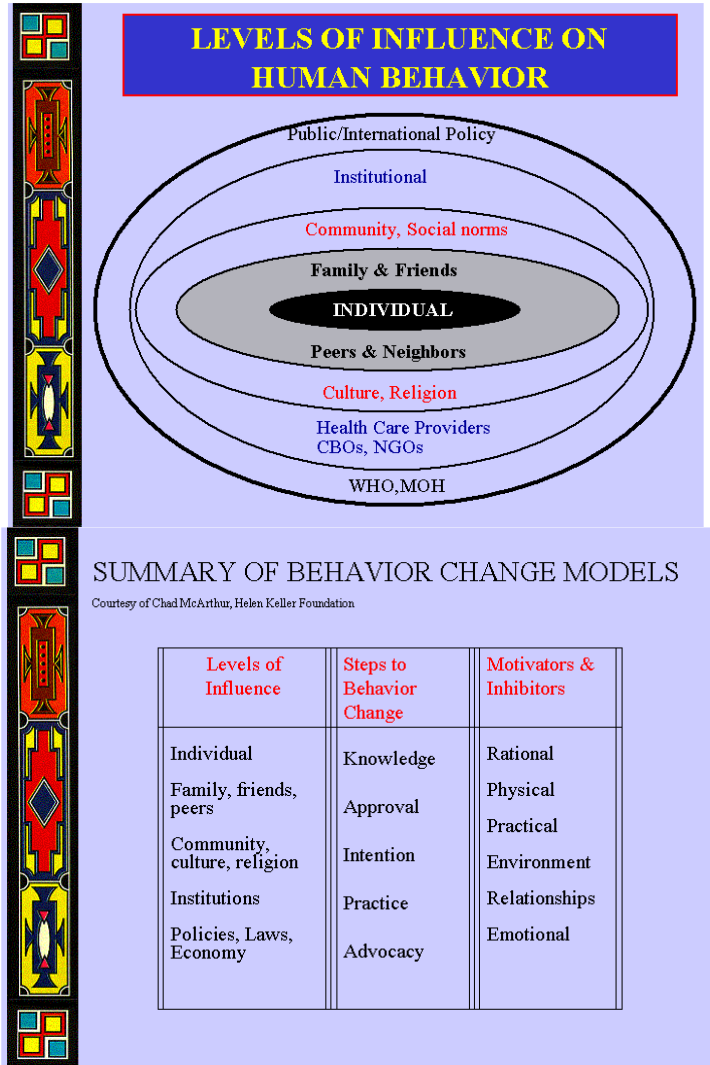 LEVELS OF INFLUENCE ON
HUMAN BEHAVIOR
Public/International Policy
Institutional
Community, Social norms
Family & Friends
INDIVIDUAL
Peers & Neighbors
Culture, Religion
Health Care Providers
CBOs, NGOs
WHO,MOH
SUMMARY OF BEHAVIOR CHANGE MODELS
Courtesy of Chad McArthur, Helen Keller Foundation
Levels of
Influence
Individual
Family, friends,
peers
Community,
culture, religion
Institutions
Policies, Laws,
Economy
Steps to
Behavior
Change
Knowledge
Approval
Intention
Practice
Advocacy
Motivators &
Inhibitors
Rational
Physical
Practical
Environment
Relationships
Emotional